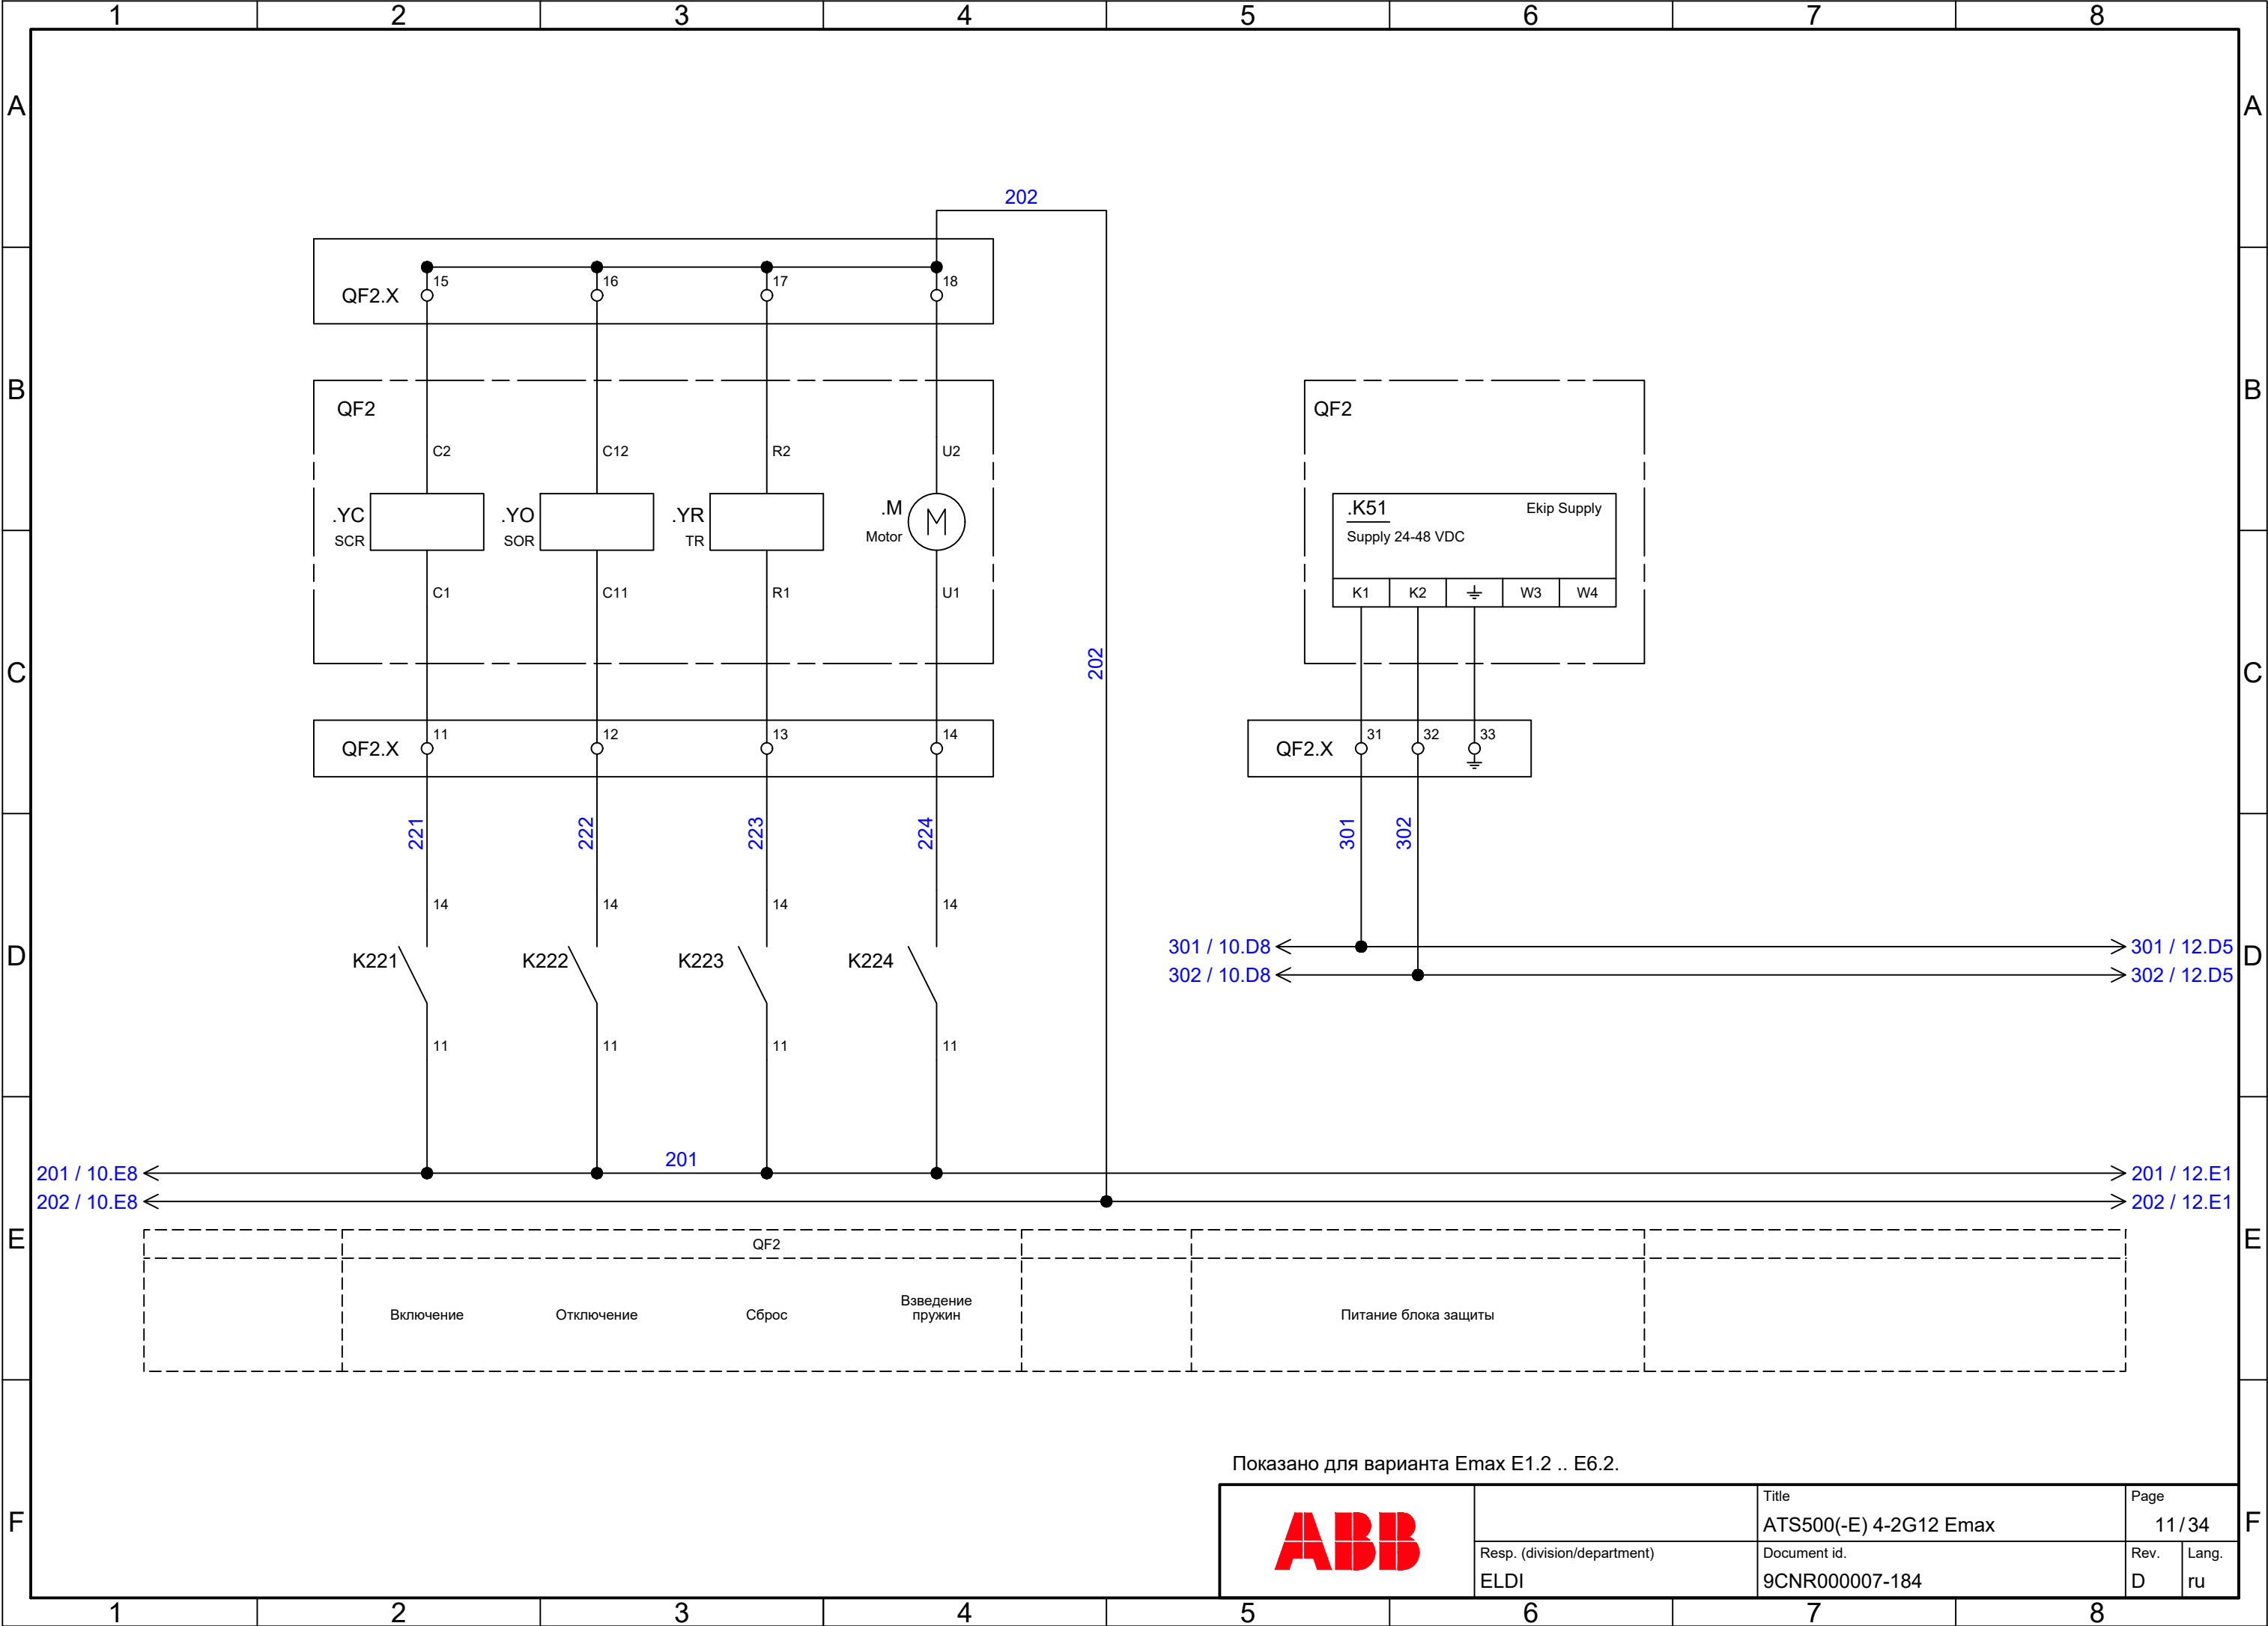 1 2 3 4 5 6 7 8
A A
202
15 16 17 18
QF2.X
B B
QF2 QF2
C2 C12 R2 U2
.YC .YO .YR .M M
SCR SOR TR Motor
.K51 Ekip Supply
Supply 24-48 VDC
C1 C11 R1 U1
K1 K2 W3 W4
202
C C
11 12 13 14
QF2.X
31 32 33
QF2.X
221 222 223 224
301 302
14 14 14 14
D D
K221 K222 K223 K224
301 / 10.D8 301 / 12.D5
302 / 10.D8 302 / 12.D5
11 11 11 11
201
201 / 10.E8 201 / 12.E1
202 / 10.E8 202 / 12.E1
E E
QF2
Включение Отключение Сброс Взведение
пружин
Питание блока защиты
Показано для варианта Emax E1.2 .. E6.2.
F F
ABB
Title
ATS500(-E) 4-2G12 Emax
Page
11/34
Resp. (division/department)
ELDI
Document id.
9CNR000007-184
Rev.
D
Lang.
ru
1 2 3 4 5 6 7 8